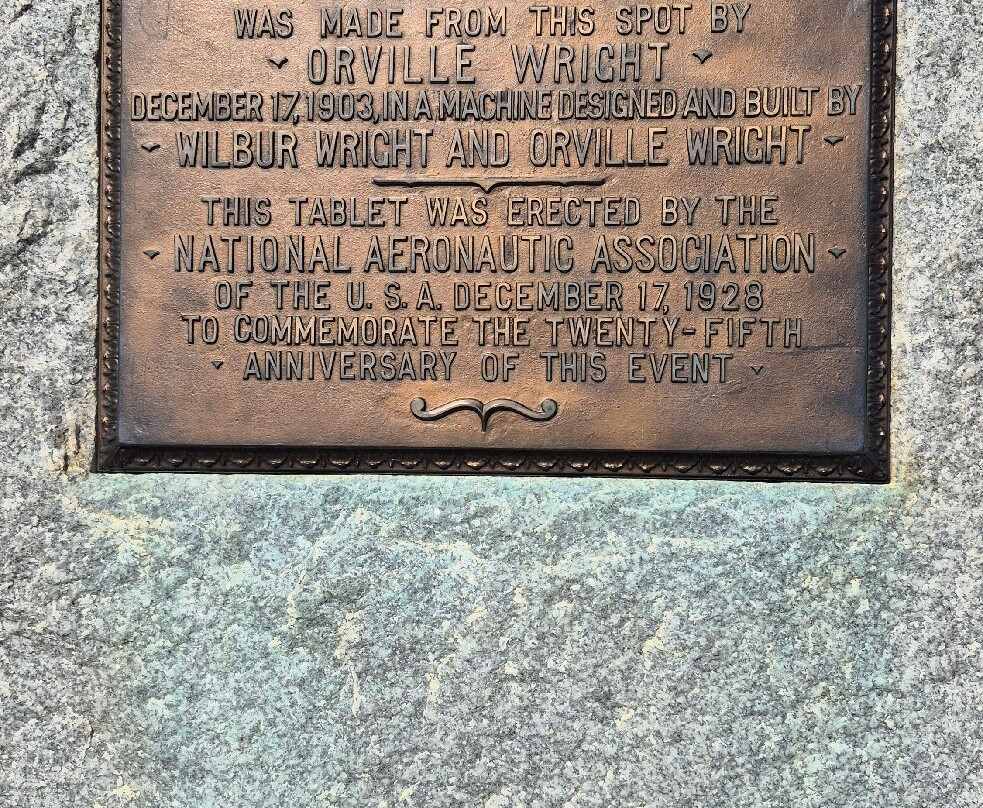 WAS MADE FROM THIS SPOT BY
ORVILLE WRIGHT
DECEMBER 17, 1903, IN A MACHINE DESIGNED AND BUILT BY
WILBUR WRIGHT AND ORVILLE WRIGHT
THIS TABLET WAS ERECTED BY THE
NATIONAL AERONAUTIC ASSOCIATION
OF THE U. S. A. DECEMBER 17, 1928
TO COMMEMORATE THE TWENTY-FIFTH
ANNIVERSARY OF THIS EVENT